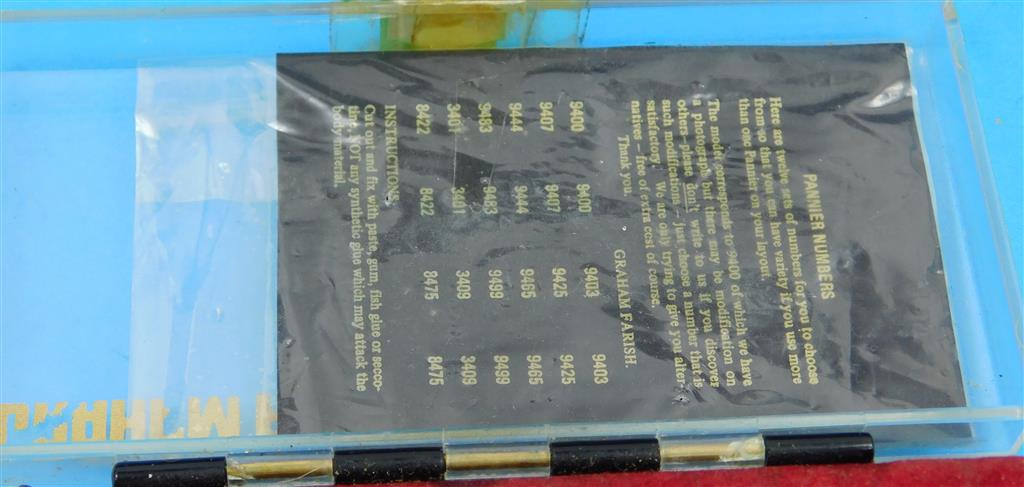 PANNIER NUMBERS
Here are twelve sets of numbers for you to choose
from so that you can have variety if you use more
than one Pannier on your layout.
The model corresponds to 9400 of which we have
a photograph but there may be modification on
others—please don't write to us if you discover
such modifications — just choose a number that is
satisfactory. We are only trying to give you alter-
natives — free of extra cost of course.
Thank you. GRAHAM FARISH.
9400 9400 9403 9403
9407 9407 9425 9425
9444 9444 9465 9465
9483 9483 9499 9499
3401 3401 3409 3409
8422 8422 8475 8475
INSTRUCTIONS.
Cut out and fix with paste, gum, fish glue or secco-
tine NOT any synthetic glue which may attack the
body material.